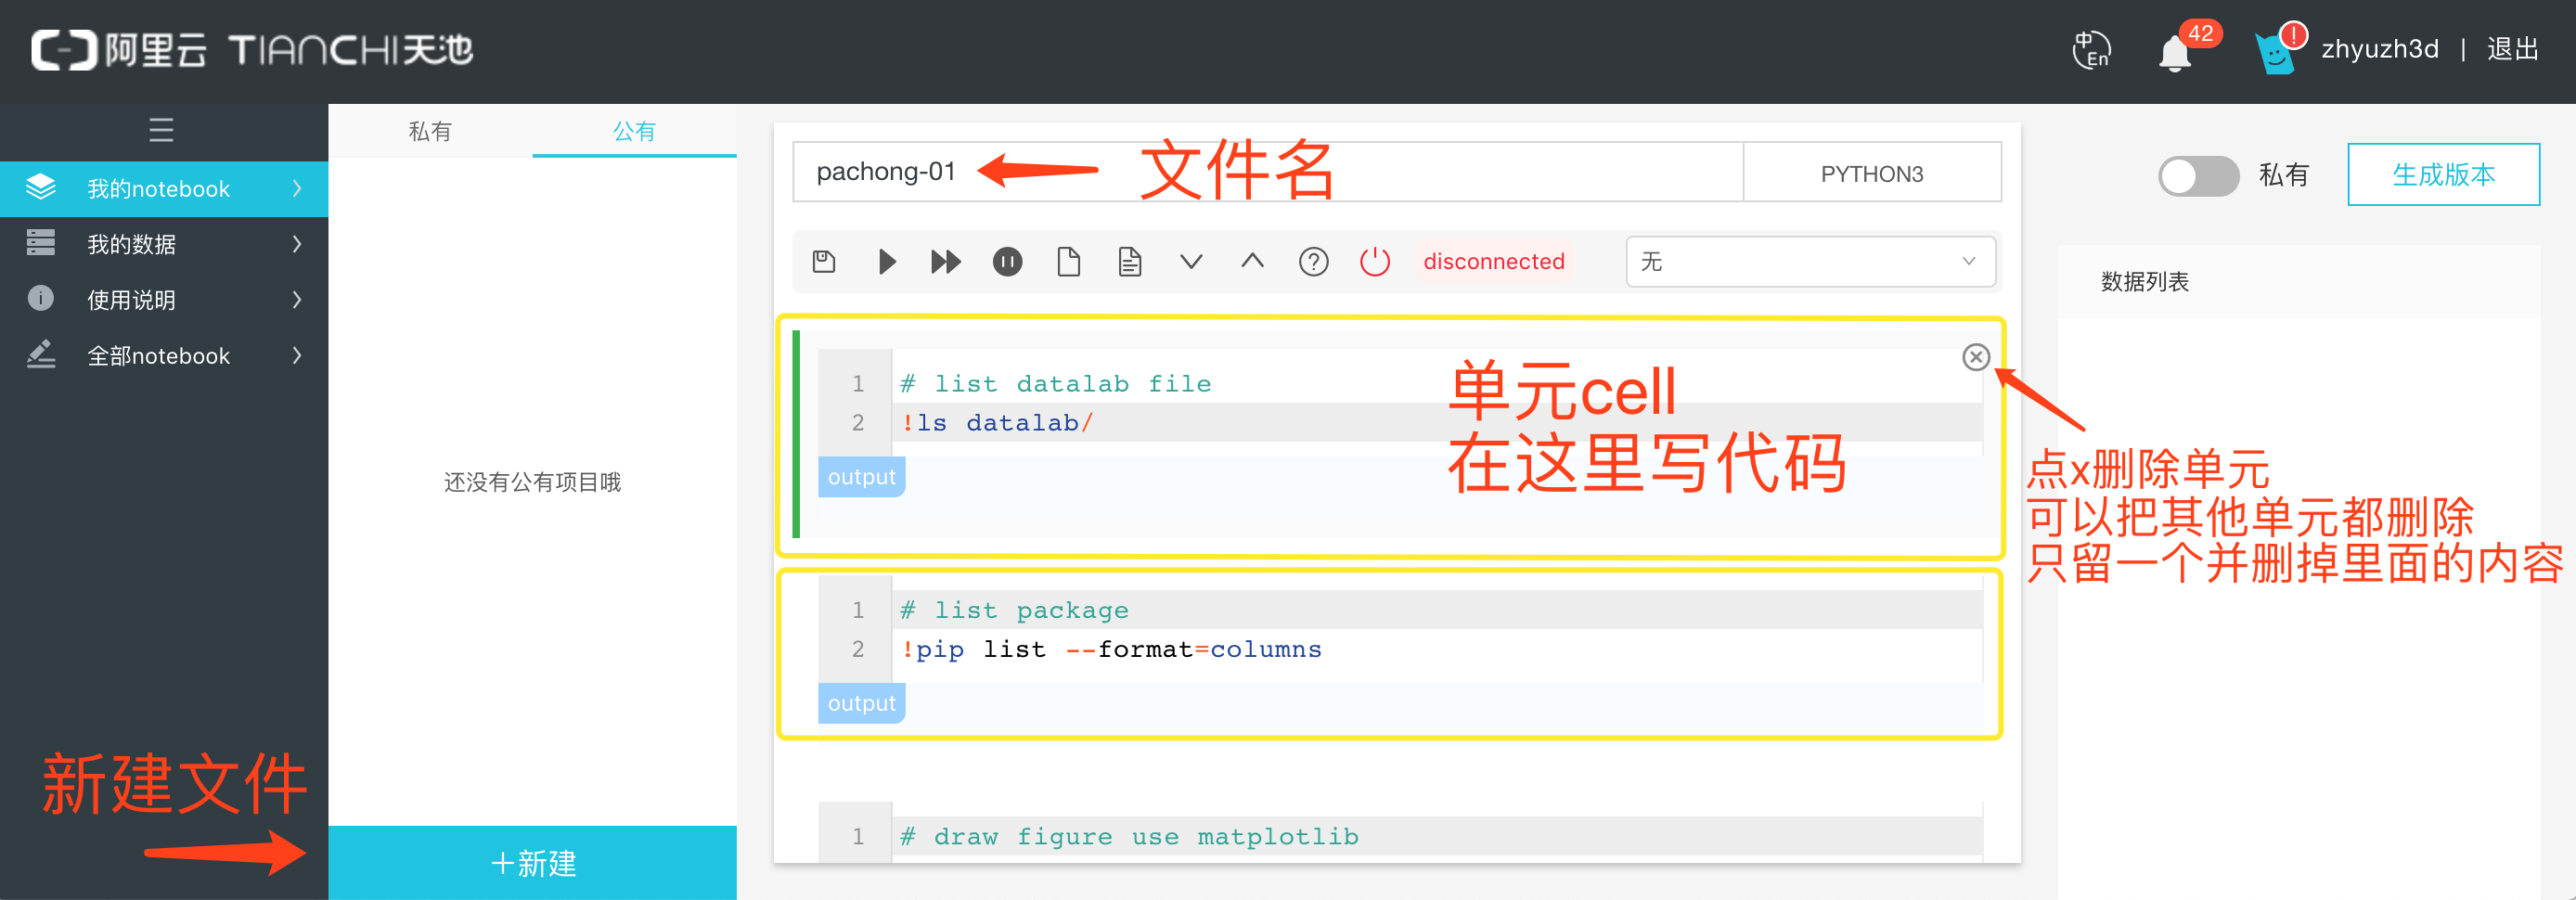 阿里云 TIANCHI天池
中 En
42
!
zhyuzh3d | 退出
我的notebook
我的数据
使用说明
全部notebook
私有 公有
还没有公有项目哦
新建文件
+新建
pachong-01
文件名
PYTHON3
disconnected
无
1 # list datalab file
2 !ls datalab/
output
单元cell
在这里写代码
1 # list package
2 !pip list --format=columns
output
1 # draw figure use matplotlib
私有
生成版本
数据列表
点x删除单元
可以把其他单元都删除
只留一个并删掉里面的内容